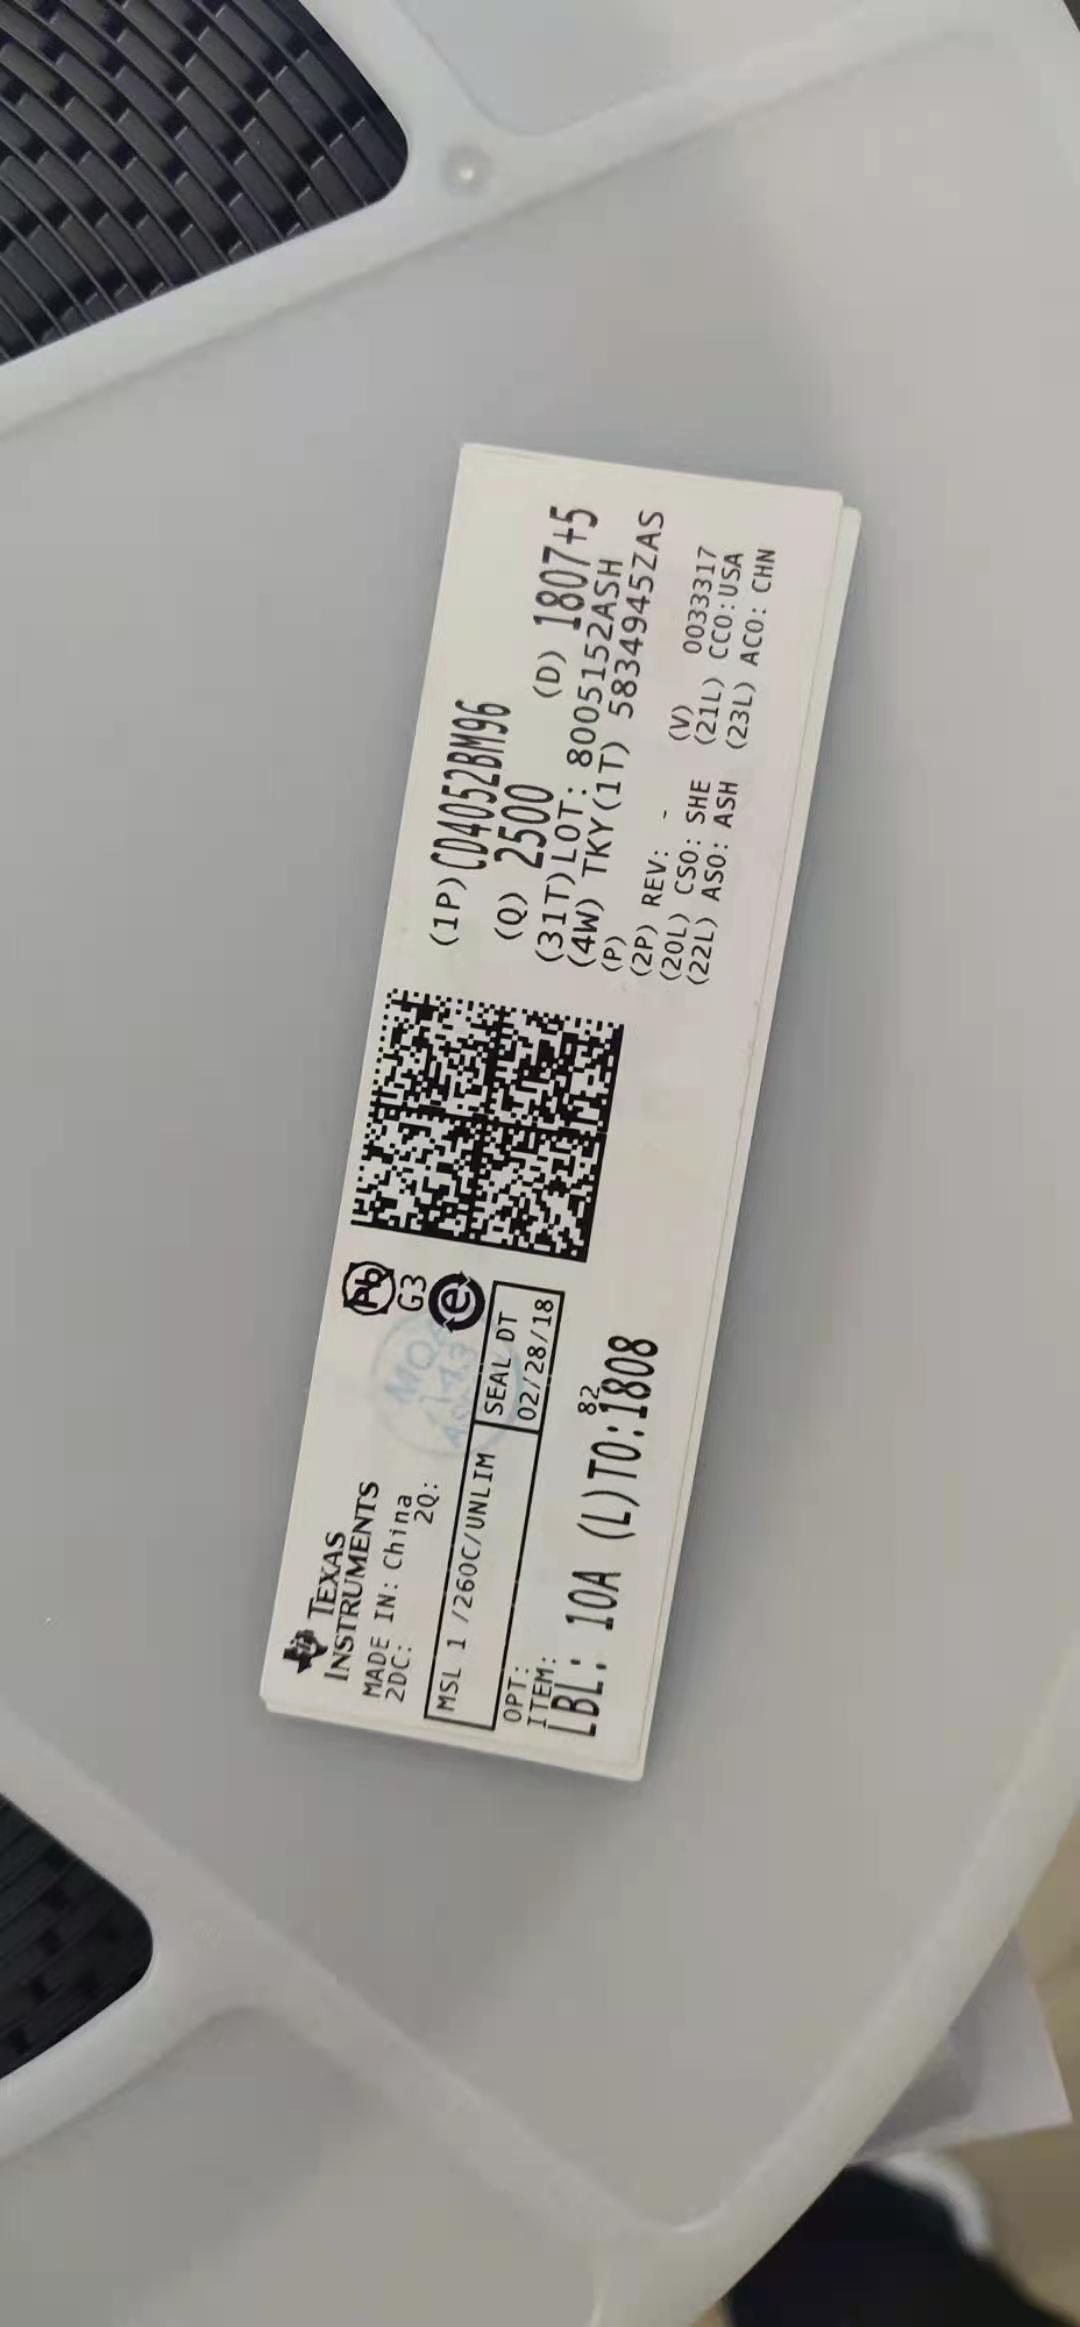 TEXAS
INSTRUMENTS
MADE IN: China
2DC: 2Q:
MSL 1 /260C/UNLIM
SEAL DT
02/28/18
OPT:
ITEM:
82
LBL: 10A (L)TO:1808
Pb
G3
e
(1P)CD4052BM96
(Q) 2500 (D) 1807+5
(31T)LOT: 8005152ASH
(4W) TKY(1T) 5834945ZAS
(P)
(2P) REV: - (V) 0033317
(20L) CSO: SHE (21L) CCO:USA
(22L) ASO: ASH (23L) ACO: CHN